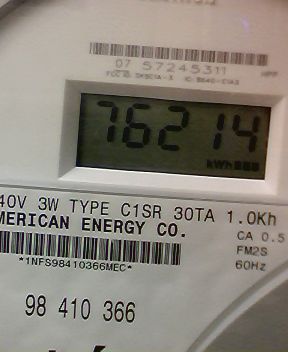 07 57245311
76214
kWh
40V 3W TYPE C1SR 30TA 1.0Kh
MERICAN ENERGY CO.
CA 0.5
FM2S
*1NFS98410366MEC*
60Hz
98 410 366